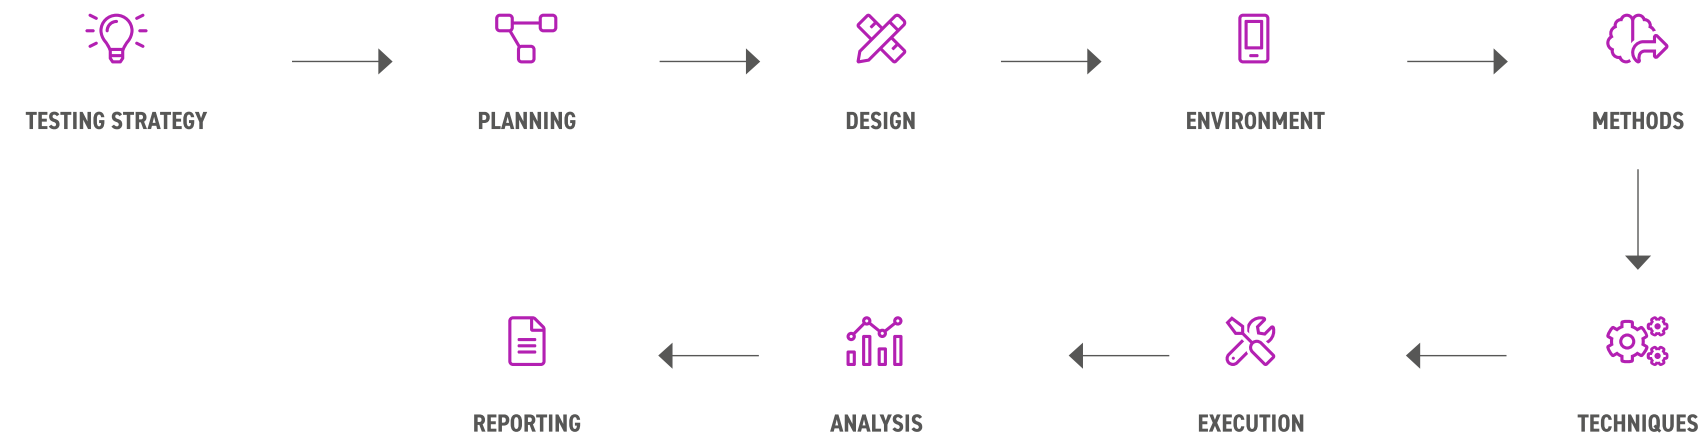 TESTING STRATEGY
PLANNING
DESIGN
ENVIRONMENT
METHODS
TECHNIQUES
EXECUTION
ANALYSIS
REPORTING